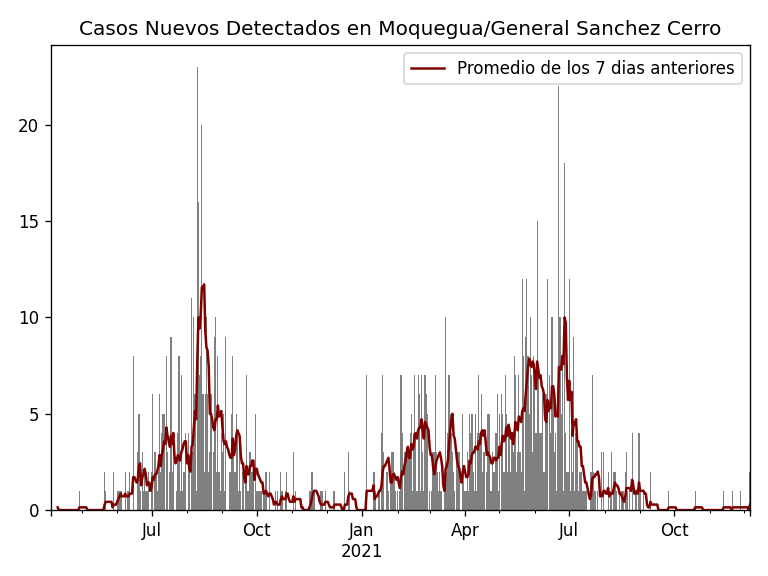 Casos Nuevos Detectados en Moquegua/General Sanchez Cerro
Promedio de los 7 dias anteriores
20
15
10
5
0
Jul Oct Jan Apr Jul Oct
2021